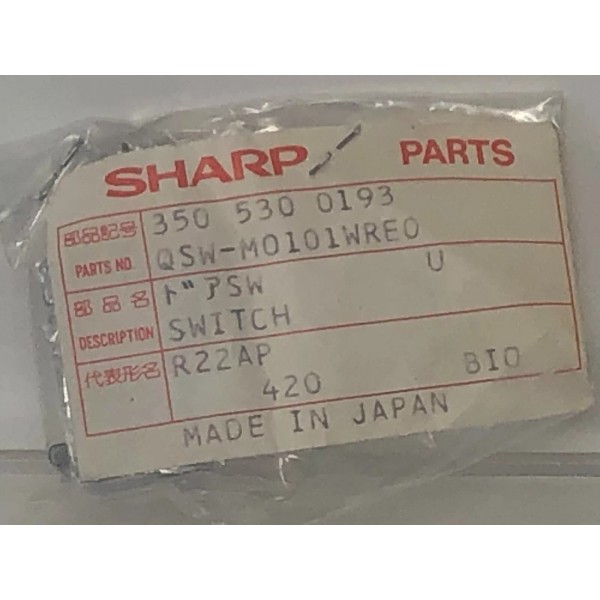 SHARP PARTS
部品記号 350 530 0193
PARTS NO. QSW-M0101WRE0
U
部品名 ドアSW
DESCRIPTION SWITCH
代表形名 R22AP
420 BIO
MADE IN JAPAN